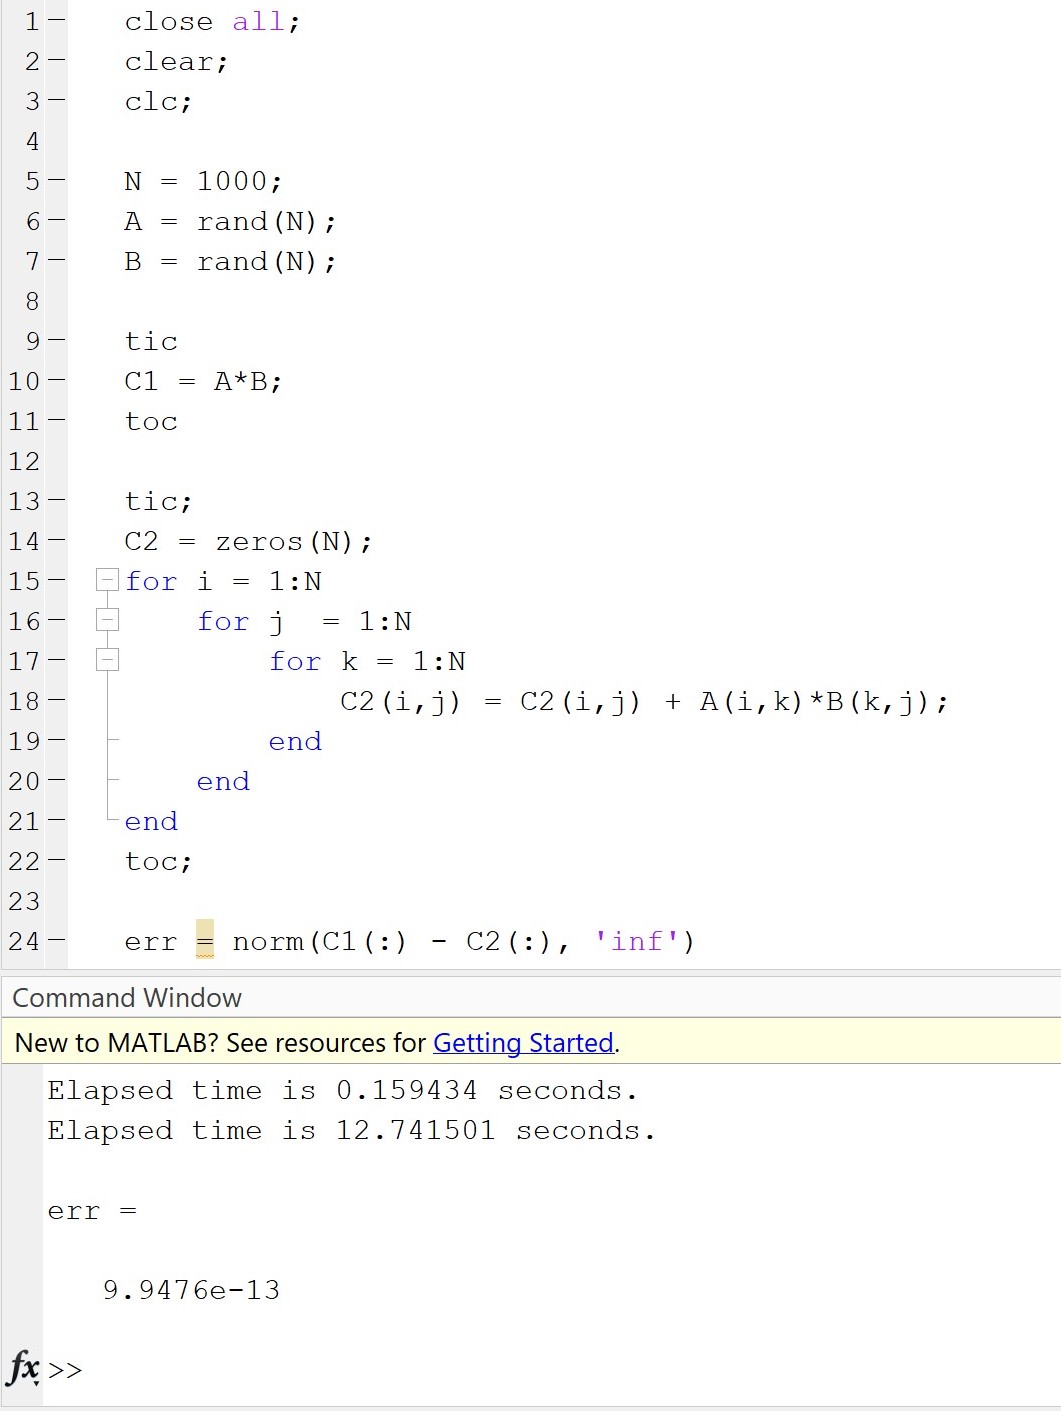 1 close all;
2 clear;
3 clc;
4
5 N = 1000;
6 A = rand(N);
7 B = rand(N);
8
9 tic
10 C1 = A*B;
11 toc
12
13 tic;
14 C2 = zeros(N);
15 for i = 1:N
16 for j  = 1:N
17 for k = 1:N
18 C2(i,j) = C2(i,j) + A(i,k)*B(k,j);
19 end
20 end
21 end
22 toc;
23
24 err = norm(C1(:) - C2(:), 'inf')
Command Window
New to MATLAB? See resources for Getting Started.
Elapsed time is 0.159434 seconds.
Elapsed time is 12.741501 seconds.
err =
9.9476e-13
fx >>